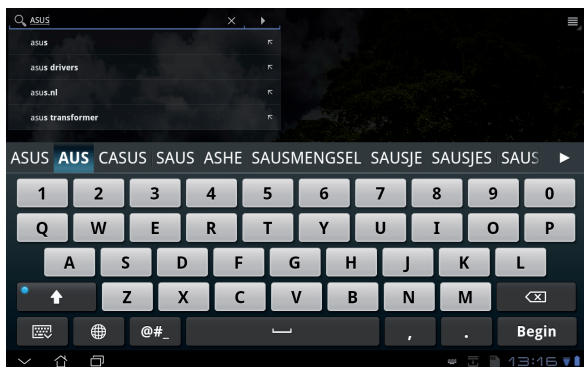 ASUS
asus
asus drivers
asus.nl
asus transformer
ASUS AUS CASUS SAUS ASHE SAUSMENGSEL SAUSJE SAUSJES SAUS
1 2 3 4 5 6 7 8 9 0
Q W E R T Y U I O P
A S D F G H J K L
Z X C V B N M
@#_ , . Begin
13:16